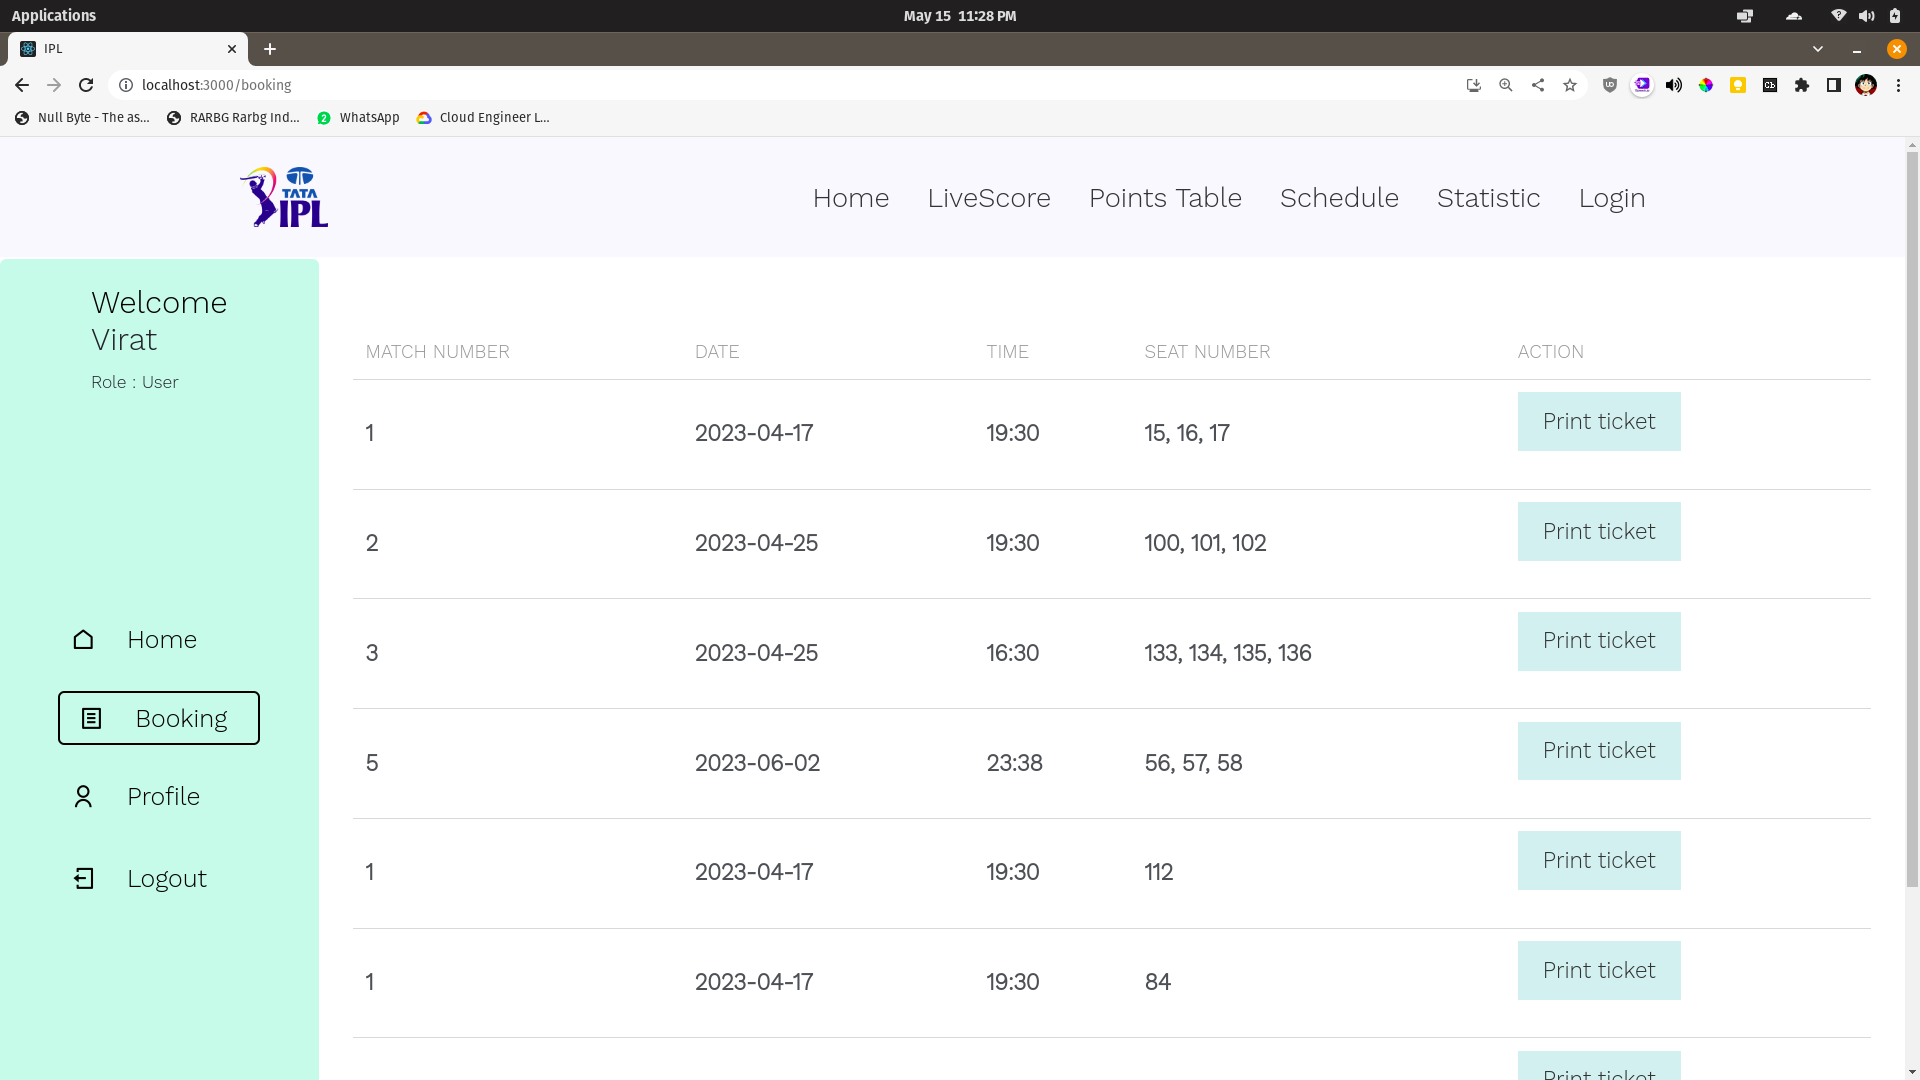 Applications
May 15 11:28 PM
IPL
localhost:3000/booking
Null Byte - The as...
RARBG Rarbg Ind...
2
WhatsApp
Cloud Engineer L...
TATA
IPL
Home LiveScore Points Table Schedule Statistic Login
Welcome
Virat
Role : User
Home
Booking
Profile
Logout
MATCH NUMBER DATE TIME SEAT NUMBER ACTION
1 2023-04-17 19:30 15, 16, 17 Print ticket
2 2023-04-25 19:30 100, 101, 102 Print ticket
3 2023-04-25 16:30 133, 134, 135, 136 Print ticket
5 2023-06-02 23:38 56, 57, 58 Print ticket
1 2023-04-17 19:30 112 Print ticket
1 2023-04-17 19:30 84 Print ticket
Print ticket